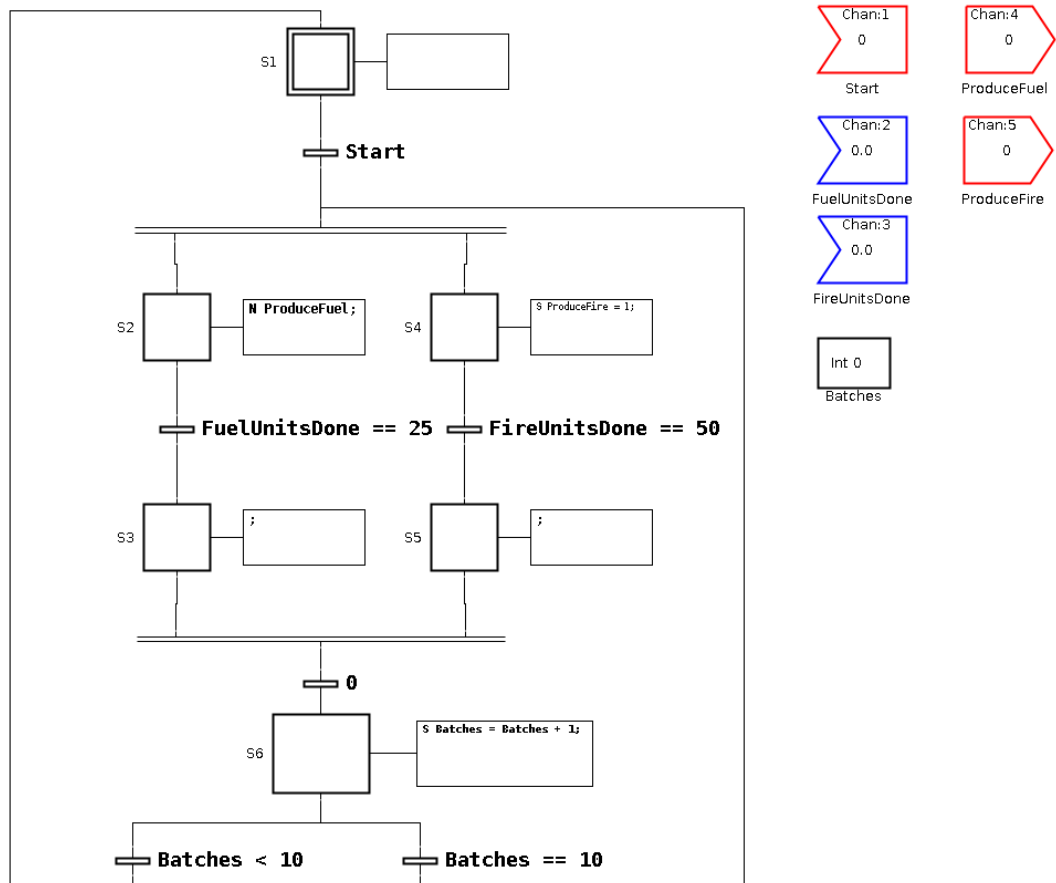 S1
Start
S2
N ProduceFuel;
S4
S ProduceFire = 1;
FuelUnitsDone == 25
FireUnitsDone == 50
S3
;
S5
;
0
S6
S Batches = Batches + 1;
Batches < 10
Batches == 10
Chan:1
0
Start
Chan:4
0
ProduceFuel
Chan:2
0.0
FuelUnitsDone
Chan:5
0
ProduceFire
Chan:3
0.0
FireUnitsDone
Int 0
Batches